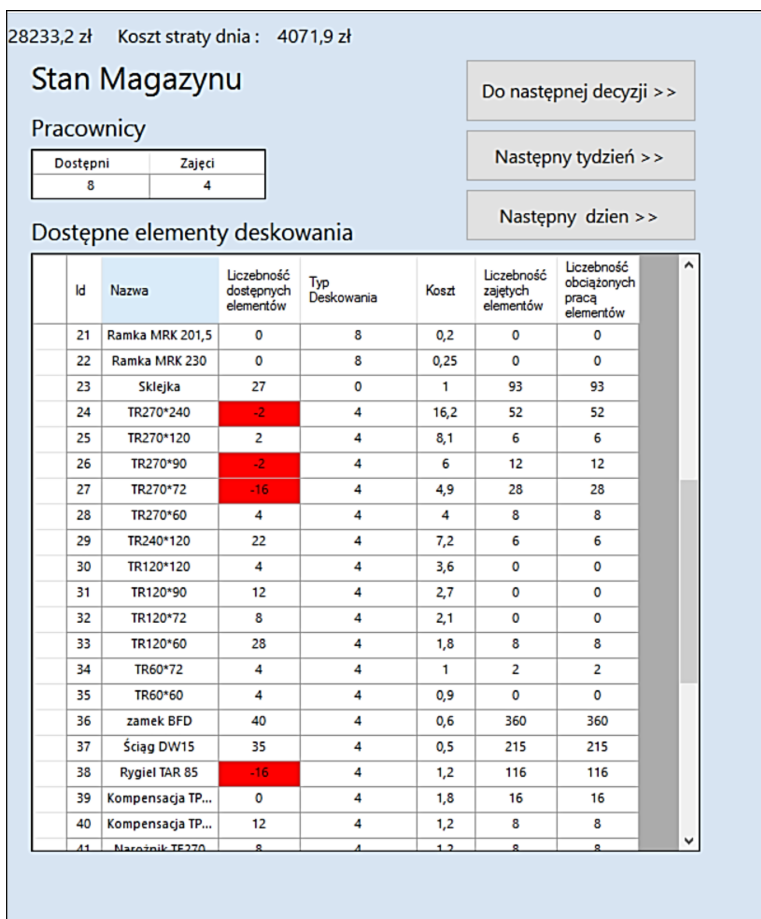 28233,2 zł Koszt straty dnia : 4071,9 zł
Stan Magazynu
Do następnej decyzji >>
Pracownicy
Dostępni Zajęci
8 4
Następny tydzień >>
Następny dzien >>
Dostępne elementy deskowania
Id Nazwa Liczebność dostępnych elementów Typ Deskowania Koszt Liczebność zajętych elementów Liczebność obciążonych pracą elementów
21 Ramka MRK 201,5 0 8 0,2 0 0
22 Ramka MRK 230 0 8 0,25 0 0
23 Sklejka 27 0 1 93 93
24 TR270*240 -2 4 16,2 52 52
25 TR270*120 2 4 8,1 6 6
26 TR270*90 -2 4 6 12 12
27 TR270*72 -16 4 4,9 28 28
28 TR270*60 4 4 4 8 8
29 TR240*120 22 4 7,2 6 6
30 TR120*120 4 4 3,6 0 0
31 TR120*90 12 4 2,7 0 0
32 TR120*72 8 4 2,1 0 0
33 TR120*60 28 4 1,8 8 8
34 TR60*72 4 4 1 2 2
35 TR60*60 4 4 0,9 0 0
36 zamek BFD 40 4 0,6 360 360
37 Ściąg DW15 35 4 0,5 215 215
38 Rygiel TAR 85 -16 4 1,2 116 116
39 Kompensacja TP... 0 4 1,8 16 16
40 Kompensacja TP... 12 4 1,2 8 8
41 Narożnik TE270 8 4 1,2 8 8